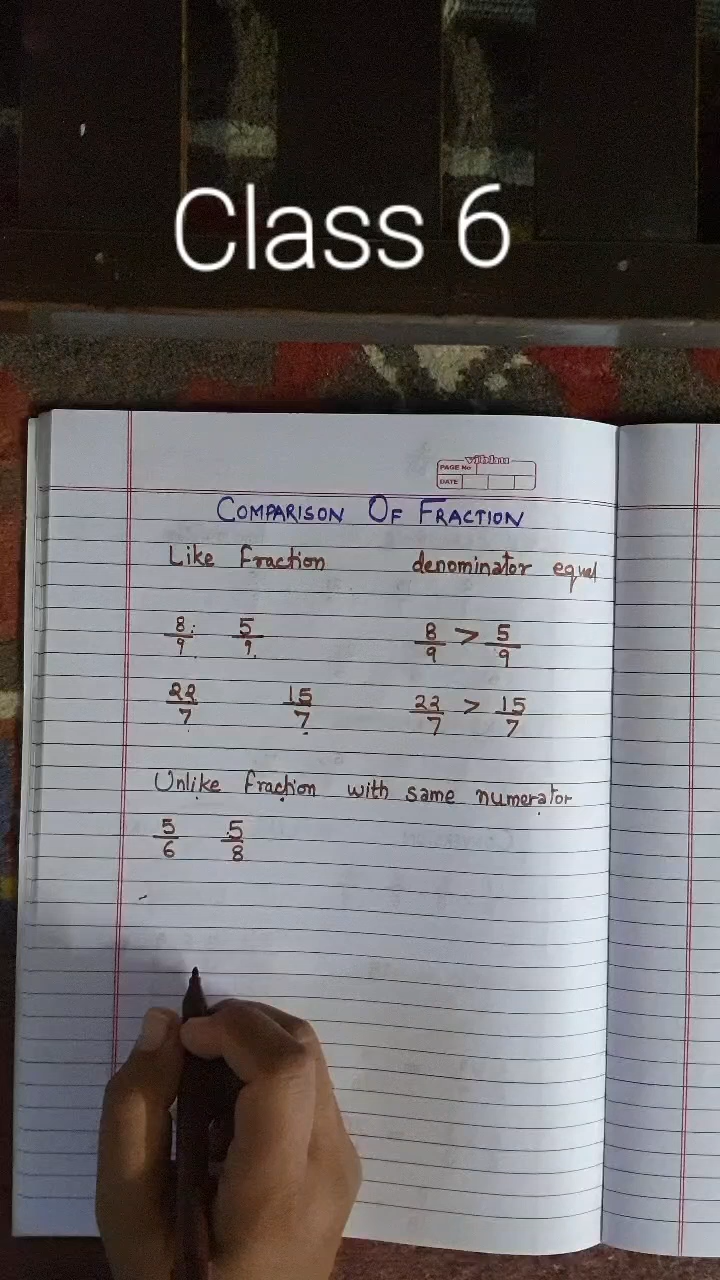 Class 6
vibhu
PAGE No
DATE
COMPARISON OF FRACTION
Like Fraction denominator equal
8/9 5/9 8/9 > 5/9
22/7 15/7 22/7 > 15/7
Unlike fraction with same numerator
5/6 5/8